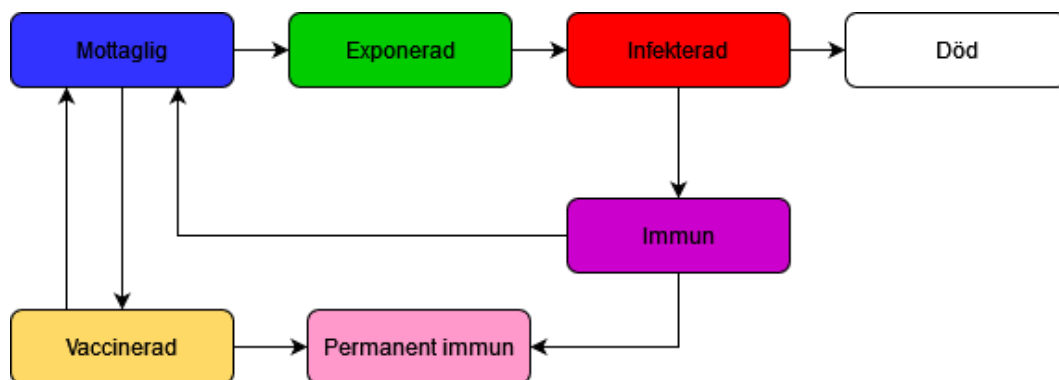 Mottaglig
Exponerad
Infekterad
Död
Immun
Vaccinerad
Permanent immun